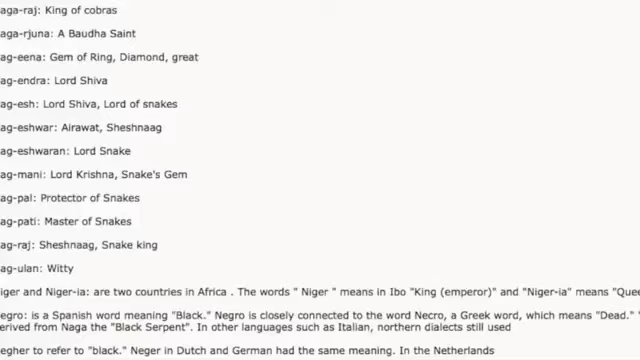 aga-raj: King of cobras
aga-rjuna: A Baudha Saint
ag-eena: Gem of Ring, Diamond, great
ag-endra: Lord Shiva
ag-esh: Lord Shiva, Lord of snakes
ag-eshwar: Airawat, Sheshnaag
ag-eshwaran: Lord Snake
ag-mani: Lord Krishna, Snake's Gem
ag-pal: Protector of Snakes
ag-pati: Master of Snakes
ag-raj: Sheshnaag, Snake king
ag-ulan: Witty
iger and Niger-ia: are two countries in Africa . The words " Niger " means in Ibo "King (emperor)" and "Niger-ia" means "Quee
egro: is a Spanish word meaning "Black." Negro is closely connected to the word Necro, a Greek word, which means "Dead." "
erived from Naga the "Black Serpent". In other languages such as Italian, northern dialects still used
egher to refer to "black." Neger in Dutch and German had the same meaning. In the Netherlands